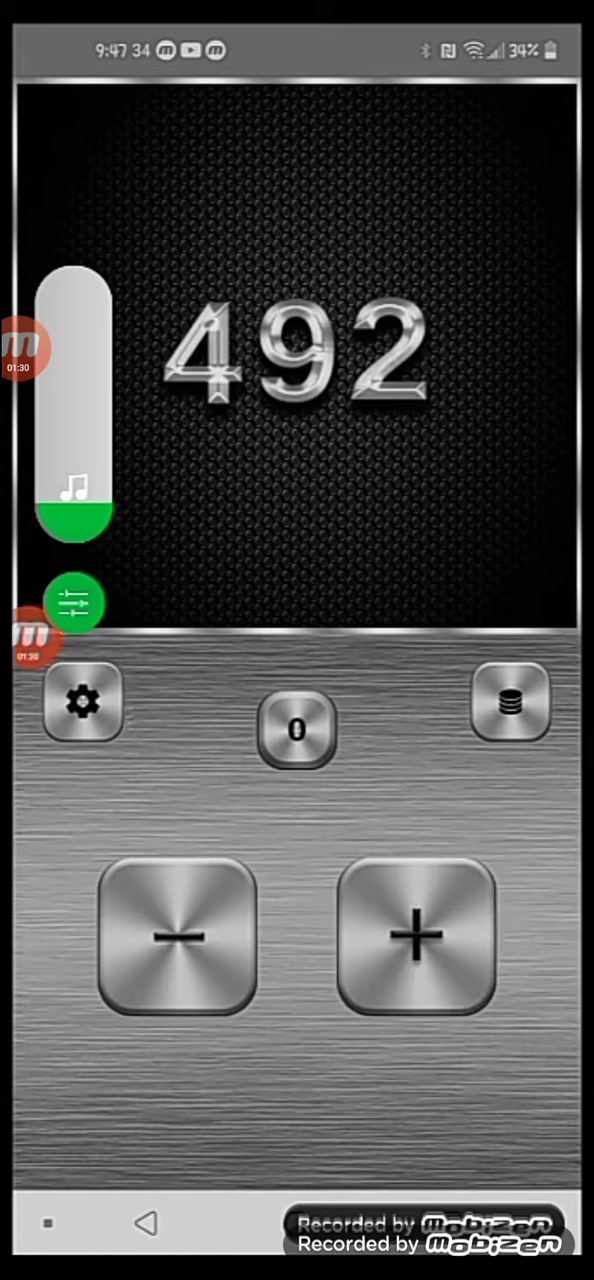 9:47 34 m m 34%
492
m
01:30
m
01:30
0
− +
Recorded by mobizen
Recorded by mobizen